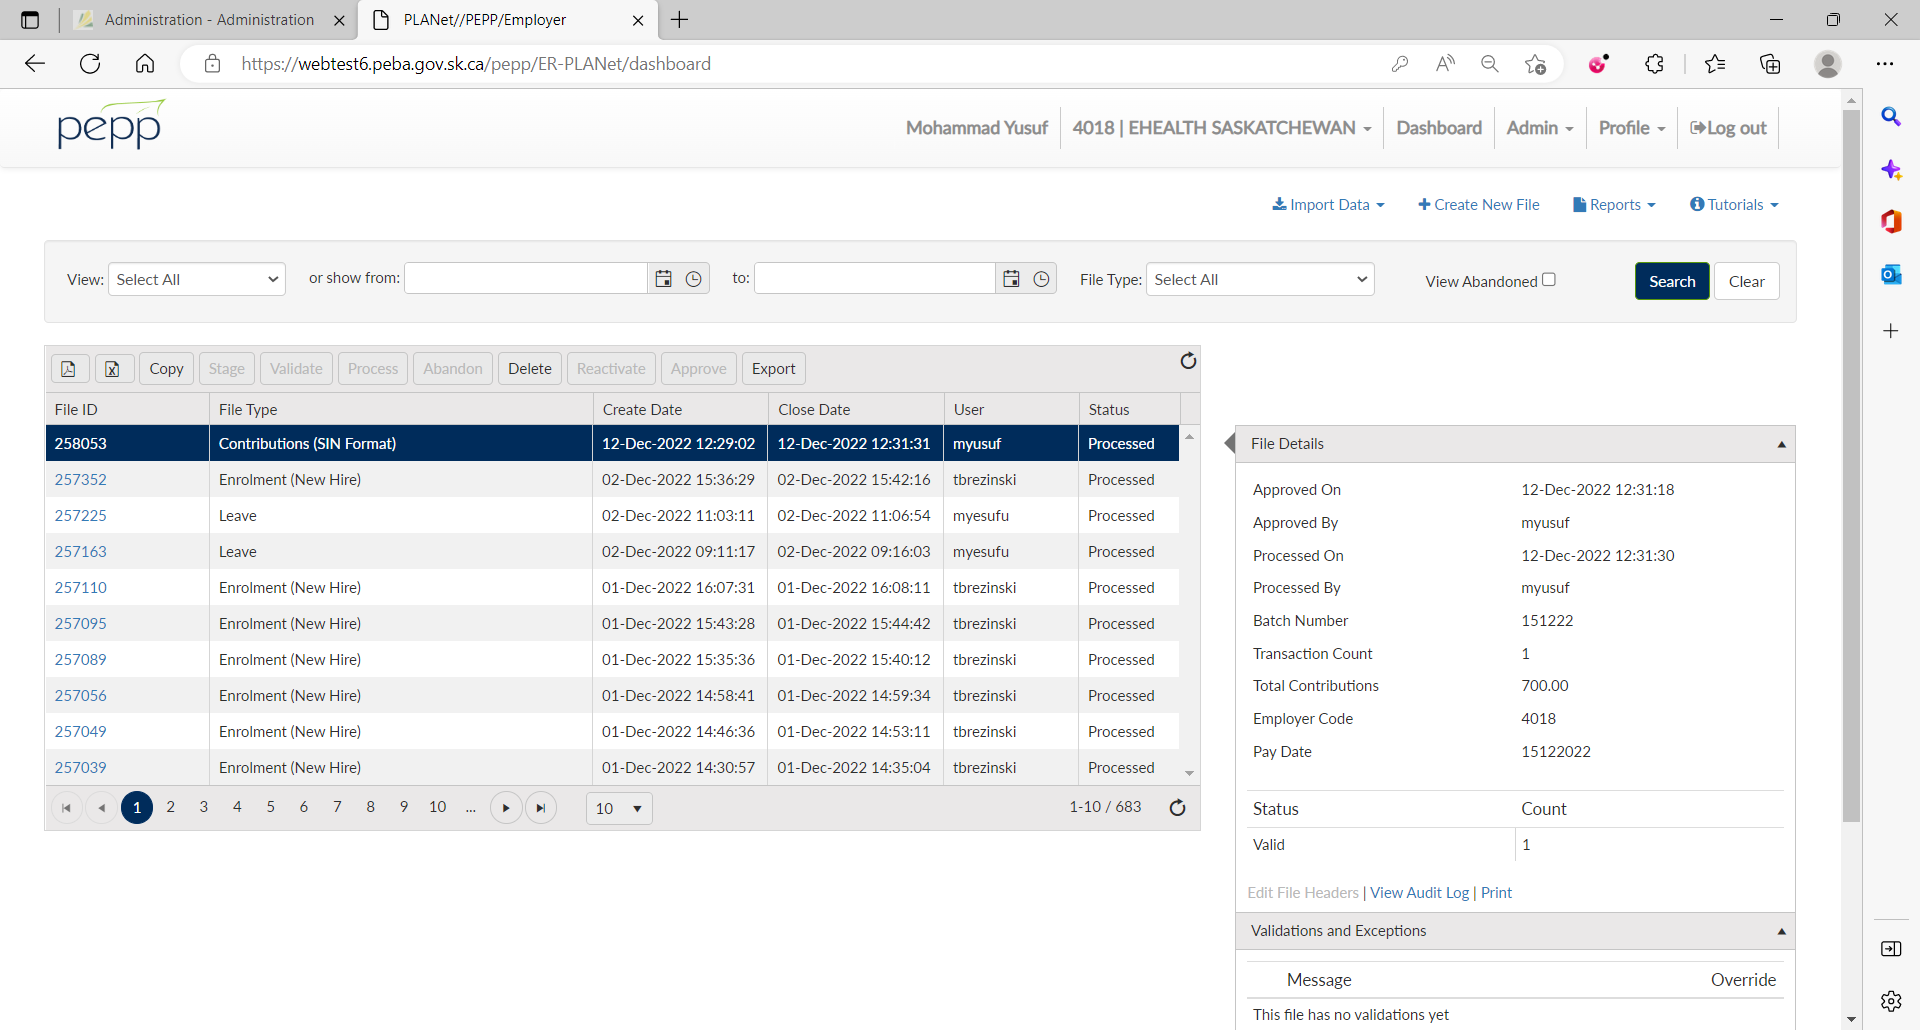 Administration - Administration
PLANet//PEPP/Employer
https://webtest6.peba.gov.sk.ca/pepp/ER-PLANet/dashboard
pepp
Mohammad Yusuf 4018 | EHEALTH SASKATCHEWAN Dashboard Admin Profile Log out
Import Data Create New File Reports Tutorials
View: Select All or show from: to: File Type: Select All View Abandoned Search Clear
Copy Stage Validate Process Abandon Delete Reactivate Approve Export
File ID File Type Create Date Close Date User Status
258053 Contributions (SIN Format) 12-Dec-2022 12:29:02 12-Dec-2022 12:31:31 myusuf Processed
257352 Enrolment (New Hire) 02-Dec-2022 15:36:29 02-Dec-2022 15:42:16 tbrezinski Processed
257225 Leave 02-Dec-2022 11:03:11 02-Dec-2022 11:06:54 myesufu Processed
257163 Leave 02-Dec-2022 09:11:17 02-Dec-2022 09:16:03 myesufu Processed
257110 Enrolment (New Hire) 01-Dec-2022 16:07:31 01-Dec-2022 16:08:11 tbrezinski Processed
257095 Enrolment (New Hire) 01-Dec-2022 15:43:28 01-Dec-2022 15:44:42 tbrezinski Processed
257089 Enrolment (New Hire) 01-Dec-2022 15:35:36 01-Dec-2022 15:40:12 tbrezinski Processed
257056 Enrolment (New Hire) 01-Dec-2022 14:58:41 01-Dec-2022 14:59:34 tbrezinski Processed
257049 Enrolment (New Hire) 01-Dec-2022 14:46:36 01-Dec-2022 14:53:11 tbrezinski Processed
257039 Enrolment (New Hire) 01-Dec-2022 14:30:57 01-Dec-2022 14:35:04 tbrezinski Processed
1 2 3 4 5 6 7 8 9 10 ... 10 1-10 / 683
File Details
Approved On 12-Dec-2022 12:31:18
Approved By myusuf
Processed On 12-Dec-2022 12:31:30
Processed By myusuf
Batch Number 151222
Transaction Count 1
Total Contributions 700.00
Employer Code 4018
Pay Date 15122022
Status Count
Valid 1
Edit File Headers | View Audit Log | Print
Validations and Exceptions
Message Override
This file has no validations yet